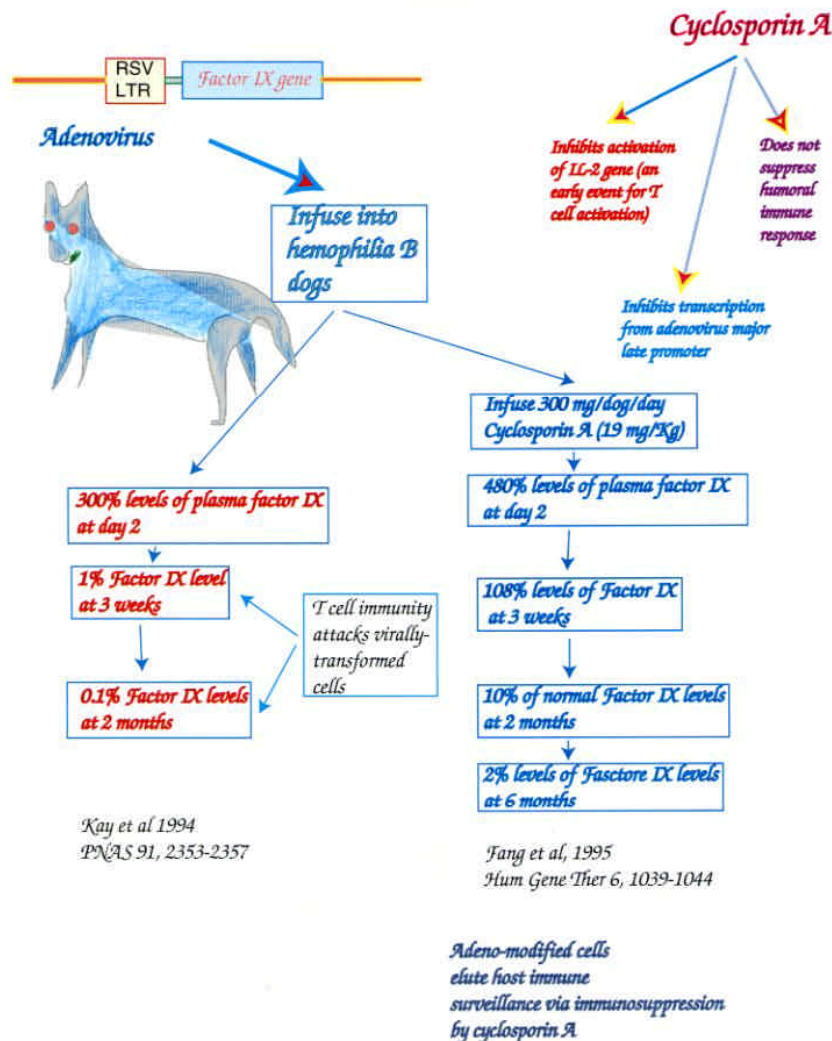 Cyclosporin A
RSV
LTR
Factor IX gene
Adenovirus
Inhibits activation
of IL-2 gene (an
early event for T
cell activation)
Does not
suppress
humoral
immune
response
Infuse into
hemophilia B
dogs
Inhibits transcription
from adenovirus major
late promoter
Infuse 300 mg/dog/day
Cyclosporin A (19 mg/Kg)
300% levels of plasma factor IX
at day 2
480% levels of plasma factor IX
at day 2
1% Factor IX level
at 3 weeks
T cell immunity
attacks virally-
transformed
cells
108% levels of Factor IX
at 3 weeks
0.1% Factor IX levels
at 2 months
10% of normal Factor IX levels
at 2 months
2% levels of Fasctore IX levels
at 6 months
Kay et al 1994
PNAS 91, 2353-2357
Fang et al, 1995
Hum Gene Ther 6, 1039-1044
Adeno-modified cells
elute host immune
surveillance via immunosuppression
by cyclosporin A